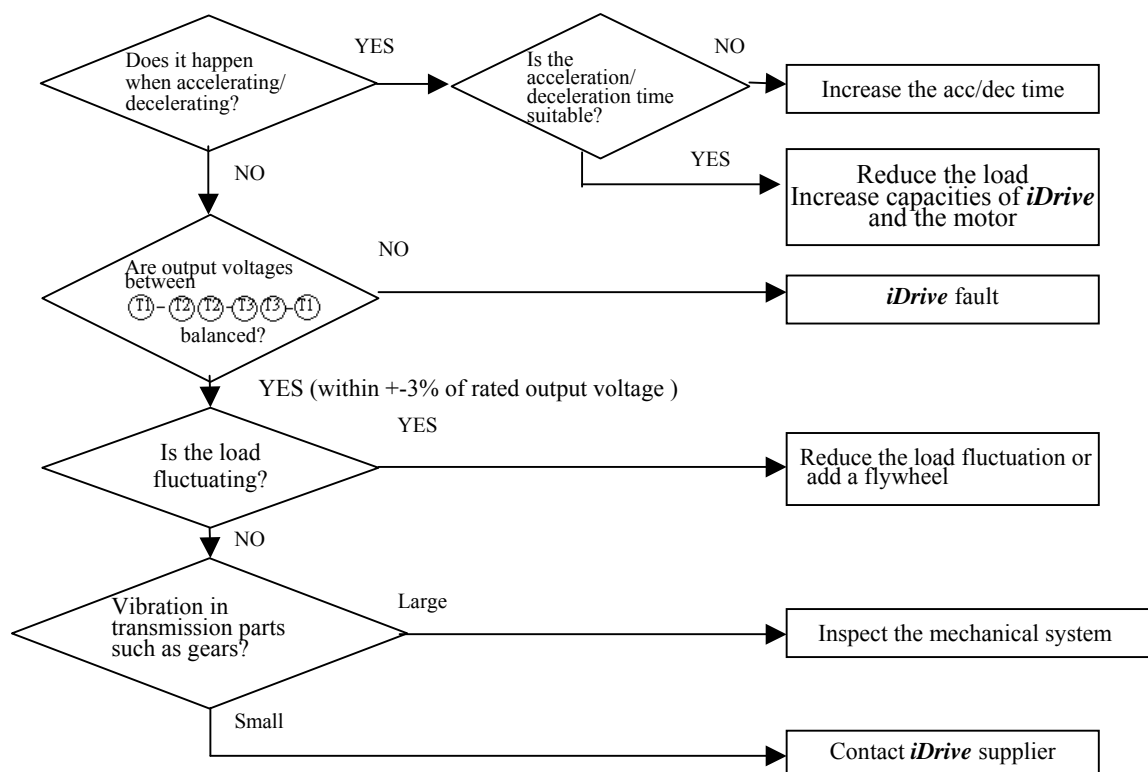 Does it happen
when accelerating/
decelerating?
YES
Is the
acceleration/
deceleration time
suitable?
NO
Increase the acc/dec time
YES
Reduce the load
Increase capacities of iDrive
and the motor
NO
Are output voltages
between
T1-T2 T2-T3 T3-T1
balanced?
NO
iDrive fault
YES (within +-3% of rated output voltage )
Is the load
fluctuating?
YES
Reduce the load fluctuation or
add a flywheel
NO
Vibration in
transmission parts
such as gears?
Large
Inspect the mechanical system
Small
Contact iDrive supplier